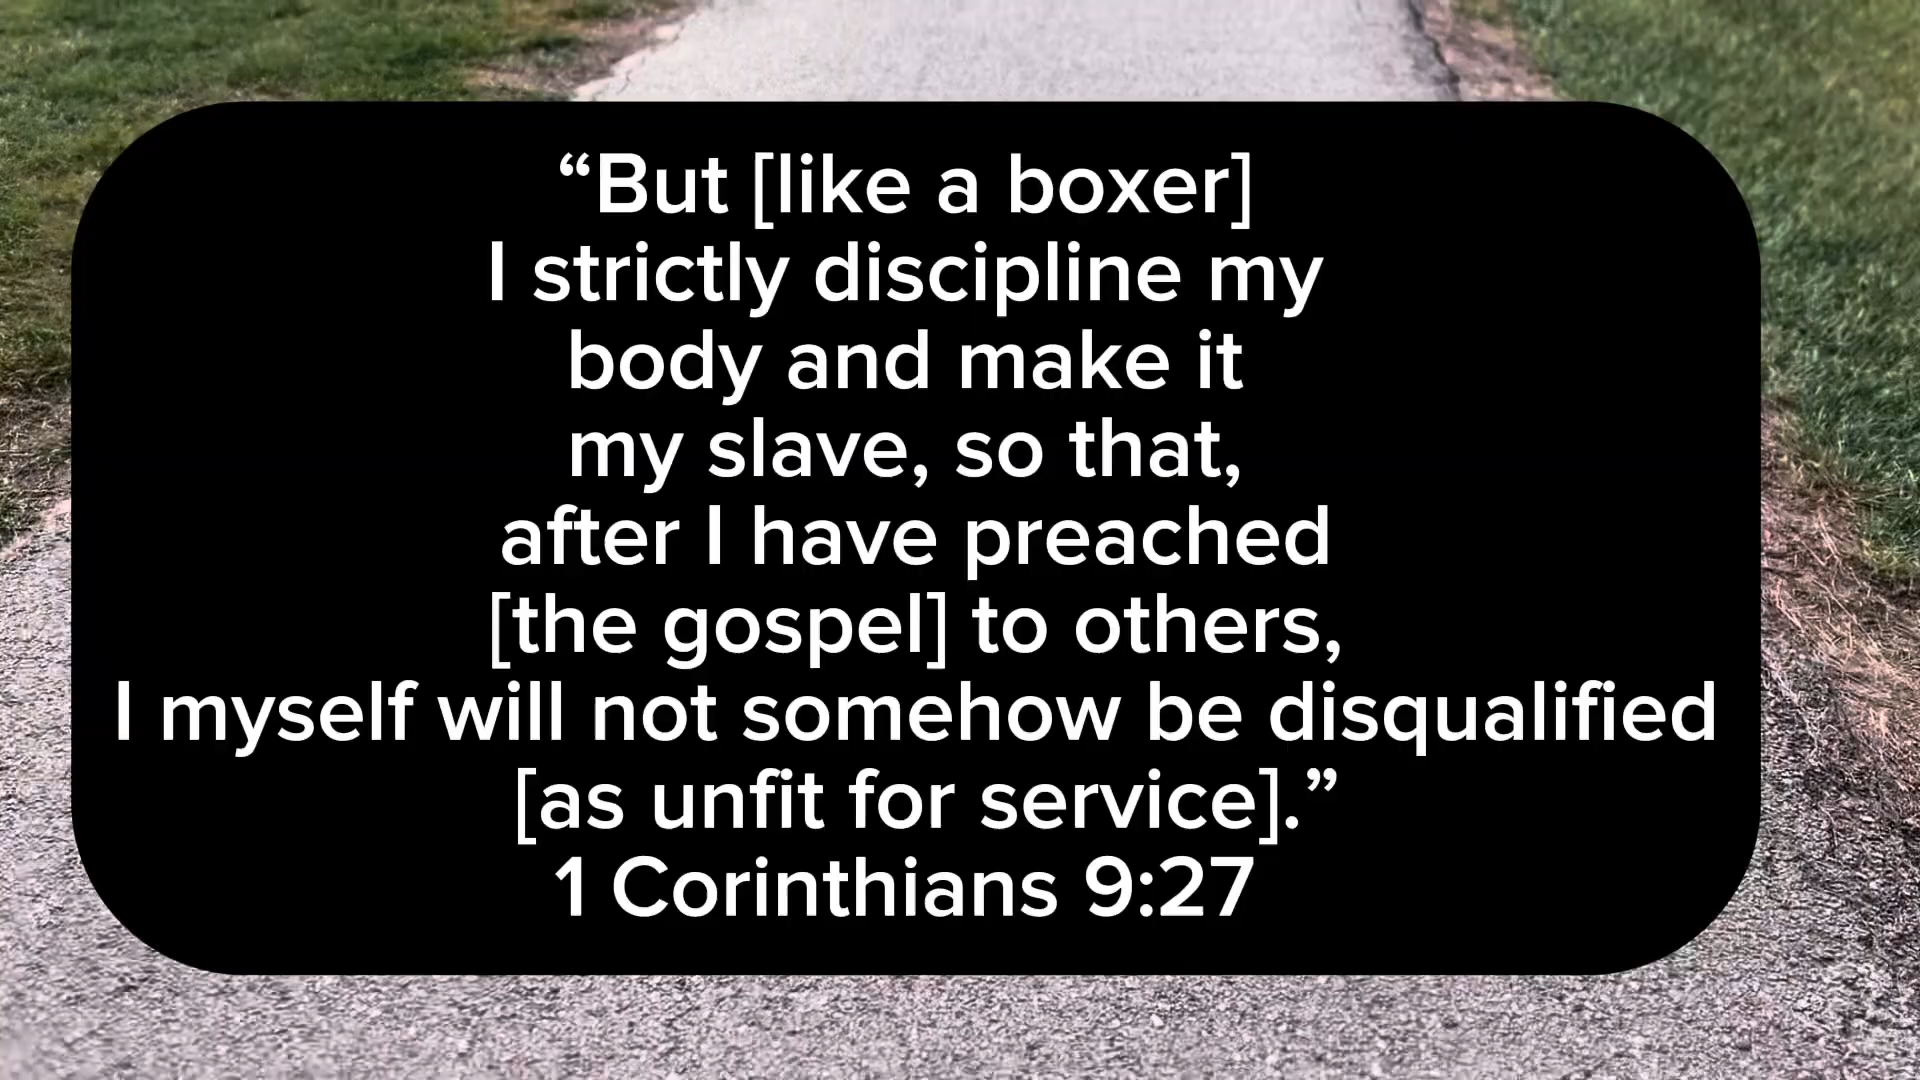 “But [like a boxer]
I strictly discipline my
body and make it
my slave, so that,
after I have preached
[the gospel] to others,
I myself will not somehow be disqualified
[as unfit for service].”
1 Corinthians 9:27